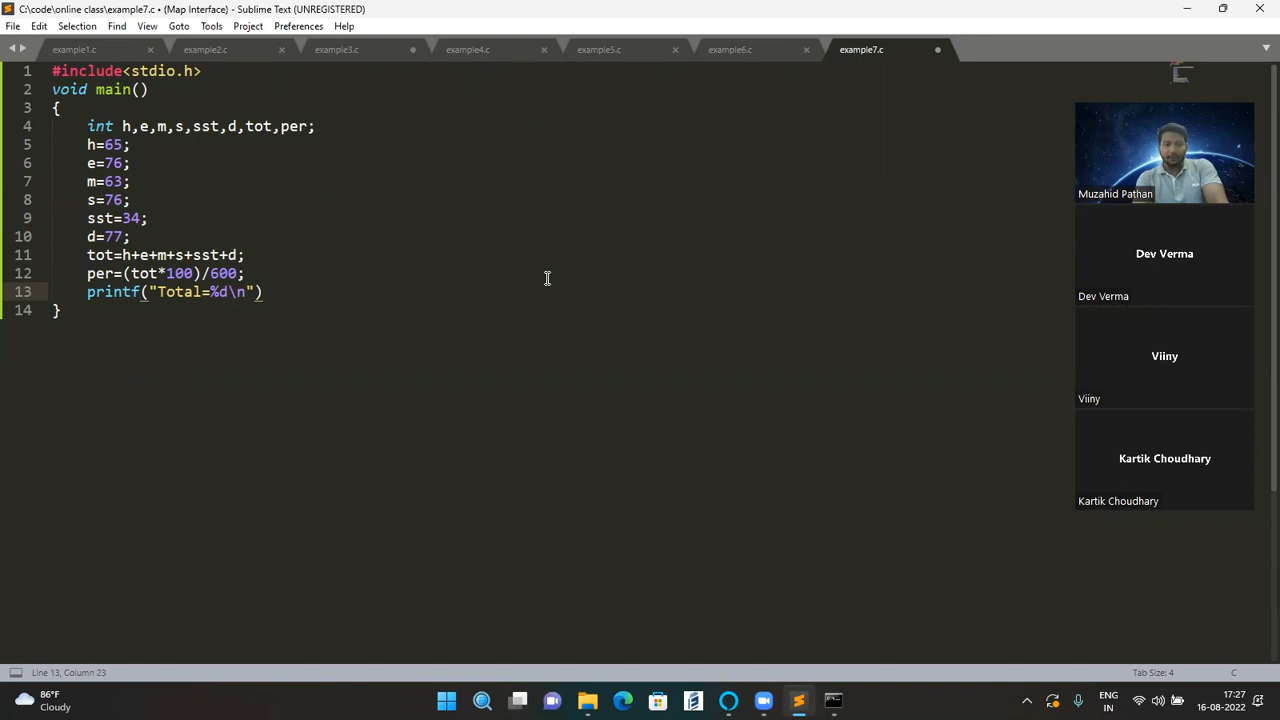 C:\code\online class\example7.c • (Map Interface) - Sublime Text (UNREGISTERED)
File Edit Selection Find View Goto Tools Project Preferences Help
example1.c example2.c example3.c example4.c example5.c example6.c example7.c
1 #include<stdio.h>
2 void main()
3 {
4 int h,e,m,s,sst,d,tot,per;
5 h=65;
6 e=76;
7 m=63;
8 s=76;
9 sst=34;
10 d=77;
11 tot=h+e+m+s+sst+d;
12 per=(tot*100)/600;
13 printf("Total=%d\n")
14 }
Muzahid Pathan
Dev Verma
Dev Verma
Viiny
Viiny
Kartik Choudhary
Kartik Choudhary
Line 13, Column 23 Tab Size: 4 C
86°F
Cloudy
ENG
IN
17:27
16-08-2022